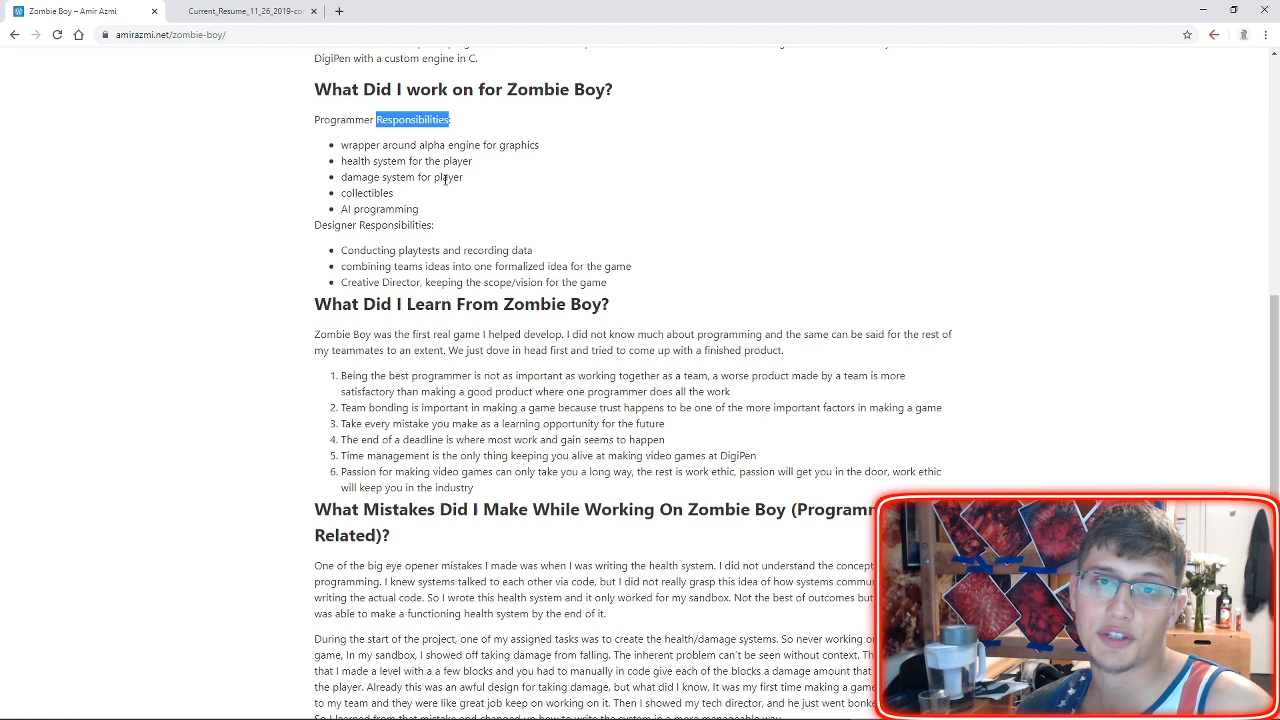 Zombie Boy – Amir Azmi
Current_Resume_11_26_2019-co
amirazmi.net/zombie-boy/
DigiPen with a custom engine in C.
What Did I work on for Zombie Boy?
Programmer Responsibilities:
wrapper around alpha engine for graphics
health system for the player
damage system for player
collectibles
AI programming
Designer Responsibilities:
Conducting playtests and recording data
combining teams ideas into one formalized idea for the game
Creative Director, keeping the scope/vision for the game
What Did I Learn From Zombie Boy?
Zombie Boy was the first real game I helped develop. I did not know much about programming and the same can be said for the rest of
my teammates to an extent. We just dove in head first and tried to come up with a finished product.
1. Being the best programmer is not as important as working together as a team, a worse product made by a team is more
satisfactory than making a good product where one programmer does all the work
2. Team bonding is important in making a game because trust happens to be one of the more important factors in making a game
3. Take every mistake you make as a learning opportunity for the future
4. The end of a deadline is where most work and gain seems to happen
5. Time management is the only thing keeping you alive at making video games at DigiPen
6. Passion for making video games can only take you a long way, the rest is work ethic, passion will get you in the door, work ethic
will keep you in the industry
What Mistakes Did I Make While Working On Zombie Boy (Programm
Related)?
One of the big eye opener mistakes I made was when I was writing the health system. I did not understand the concept
programming. I knew systems talked to each other via code, but I did not really grasp this idea of how systems commu
writing the actual code. So I wrote this health system and it only worked for my sandbox. Not the best of outcomes but
was able to make a functioning health system by the end of it.
During the start of the project, one of my assigned tasks was to create the health/damage systems. So never working o
game, In my sandbox, I showed off taking damage from falling. The inherent problem can't be seen without context. Th
that I made a level with a few blocks and you had to manually in code give each of the blocks a damage amount that
the player. Already this was an awful design for taking damage, but what did I know, It was my first time making a game
to my team and they were like great job keep on working on it. Then I showed my tech director, and he just went bonk
So I learned from that mistake and changed up how to write the system in a more manageable way.